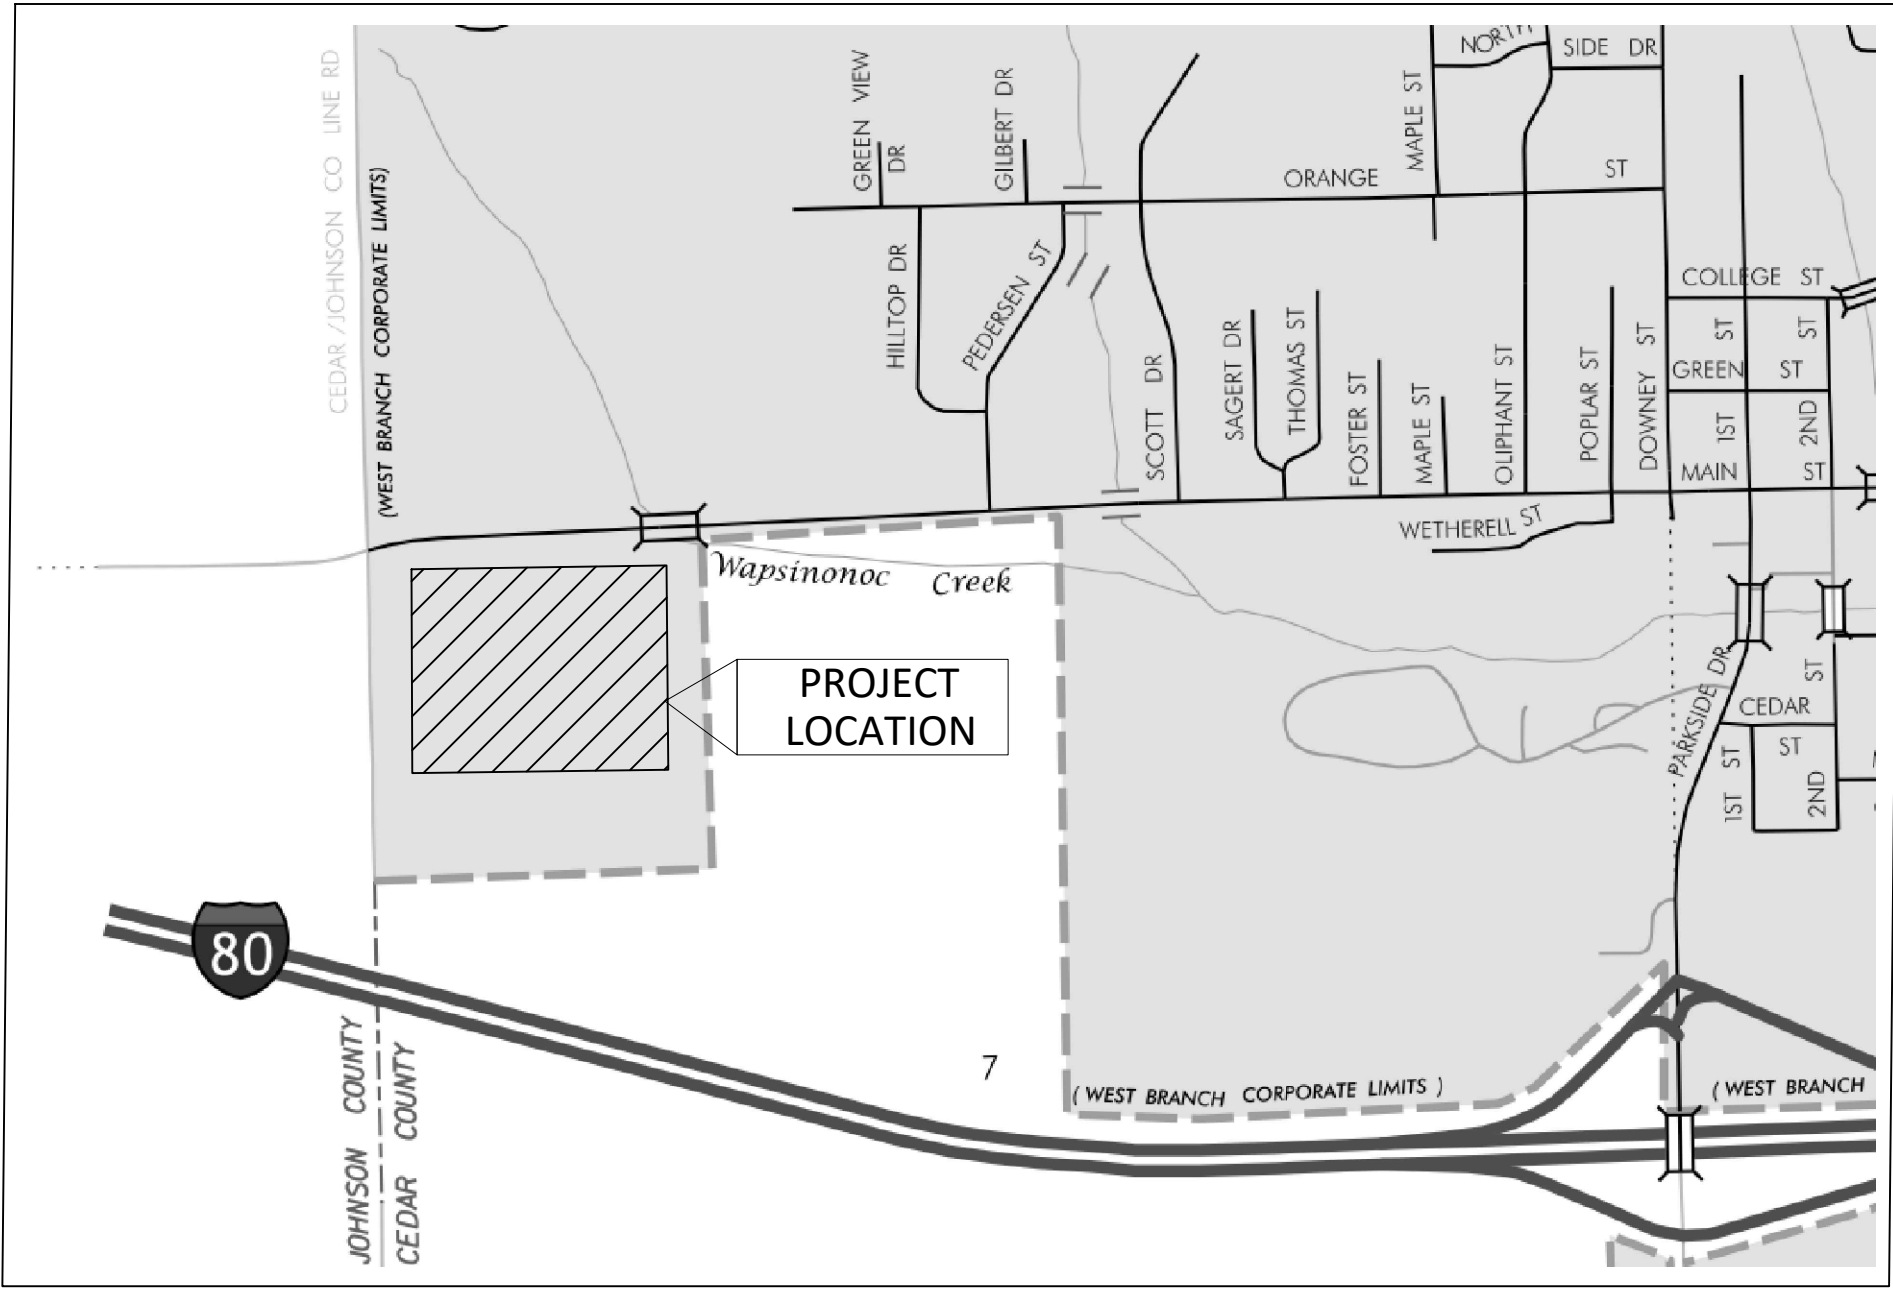 NORTH
SIDE DR
CEDAR/JOHNSON CO LINE RD
(WEST BRANCH CORPORATE LIMITS)
GREEN VIEW
DR
GILBERT DR
MAPLE ST
ORANGE ST
HILLTOP DR
PEDERSEN ST
SCOTT DR
SAGERT DR
THOMAS ST
FOSTER ST
MAPLE ST
OLIPHANT ST
POPLAR ST
DOWNEY ST
COLLEGE ST
1ST ST
2ND ST
GREEN ST
MAIN ST
WETHERELL ST
Wapsinonoc Creek
PROJECT
LOCATION
PARKSIDE DR
CEDAR
ST
1ST ST
2ND ST
80
7
(WEST BRANCH CORPORATE LIMITS)
(WEST BRANCH
JOHNSON COUNTY
CEDAR COUNTY